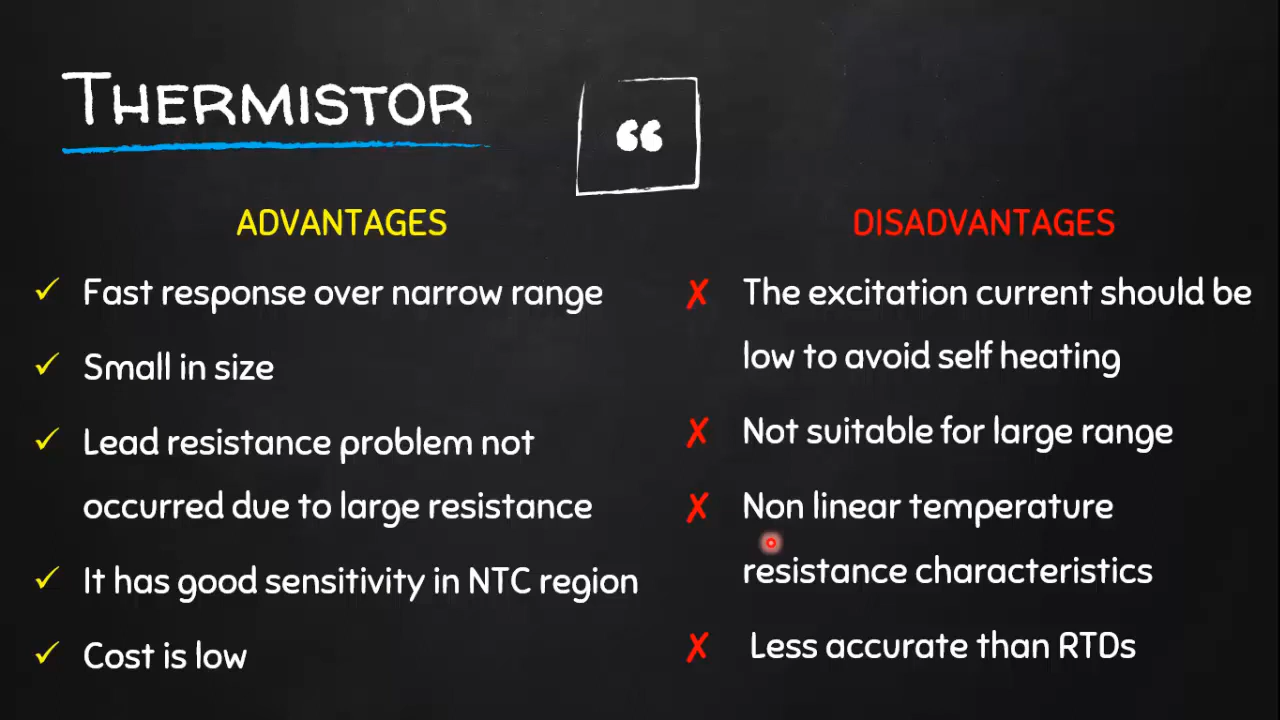 THERMISTOR
“
ADVANTAGES
✓ Fast response over narrow range
✓ Small in size
✓ Lead resistance problem not
occurred due to large resistance
✓ It has good sensitivity in NTC region
✓ Cost is low
DISADVANTAGES
✗ The excitation current should be
low to avoid self heating
✗ Not suitable for large range
✗ Non linear temperature
resistance characteristics
✗ Less accurate than RTDs